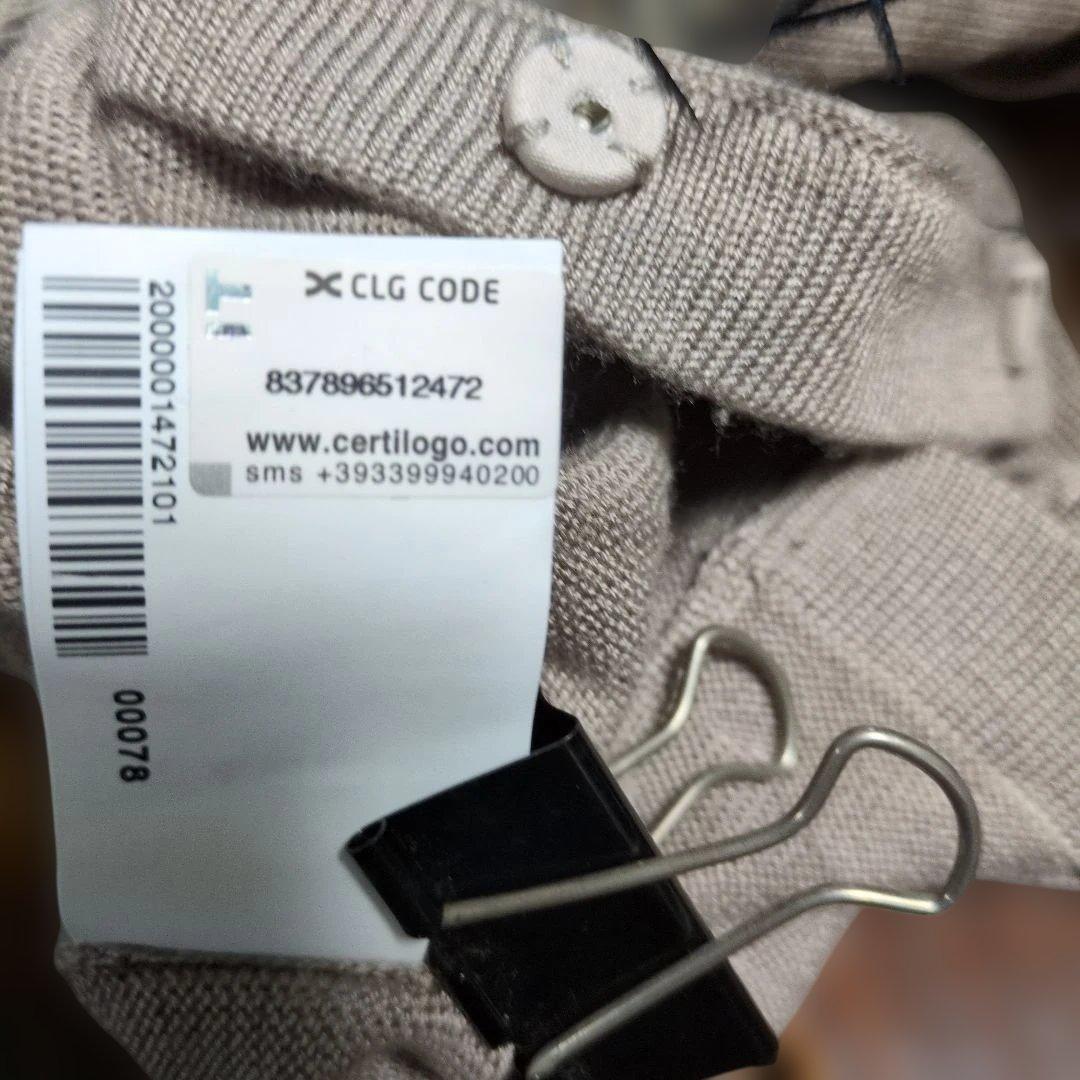 CLG CODE
837896512472
www.certilogo.com
sms +393399940200
2000001472101
00078